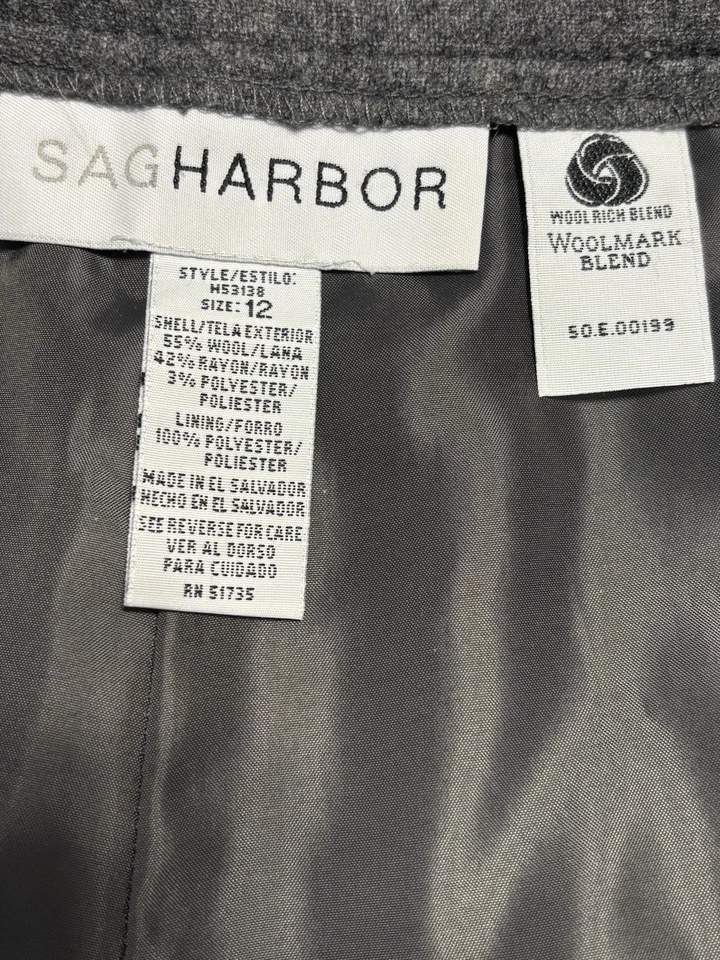 SAGHARBOR
STYLE/ESTILO:
H53138
SIZE: 12
SHELL/TELA EXTERIOR
55% WOOL/LANA
42% RAYON/RAYON
3% POLYESTER/
POLIESTER
LINING/FORRO
100% POLYESTER/
POLIESTER
MADE IN EL SALVADOR
HECHO EN EL SALVADOR
SEE REVERSE FOR CARE
VER AL DORSO
PARA CUIDADO
RN 51735
WOOL RICH BLEND
WOOLMARK
BLEND
50.E.00199